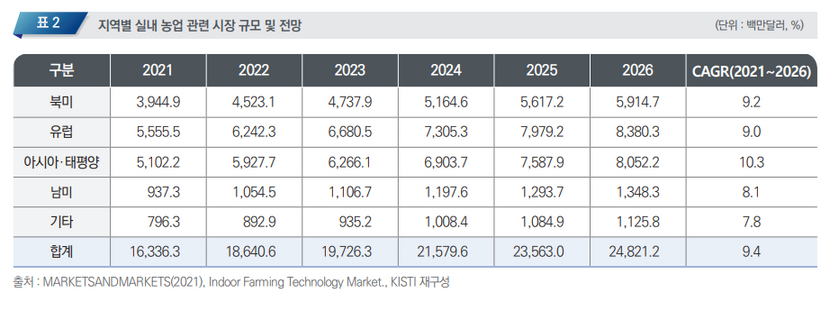 표 2 지역별 실내 농업 관련 시장 규모 및 전망 (단위 : 백만달러, %)
구분 2021 2022 2023 2024 2025 2026 CAGR(2021~2026)
북미 3,944.9 4,523.1 4,737.9 5,164.6 5,617.2 5,914.7 9.2
유럽 5,555.5 6,242.3 6,680.5 7,305.3 7,979.2 8,380.3 9.0
아시아·태평양 5,102.2 5,927.7 6,266.1 6,903.7 7,587.9 8,052.2 10.3
남미 937.3 1,054.5 1,106.7 1,197.6 1,293.7 1,348.3 8.1
기타 796.3 892.9 935.2 1,008.4 1,084.9 1,125.8 7.8
합계 16,336.3 18,640.6 19,726.3 21,579.6 23,563.0 24,821.2 9.4
출처 : MARKETSANDMARKETS(2021), Indoor Farming Technology Market., KISTI 재구성